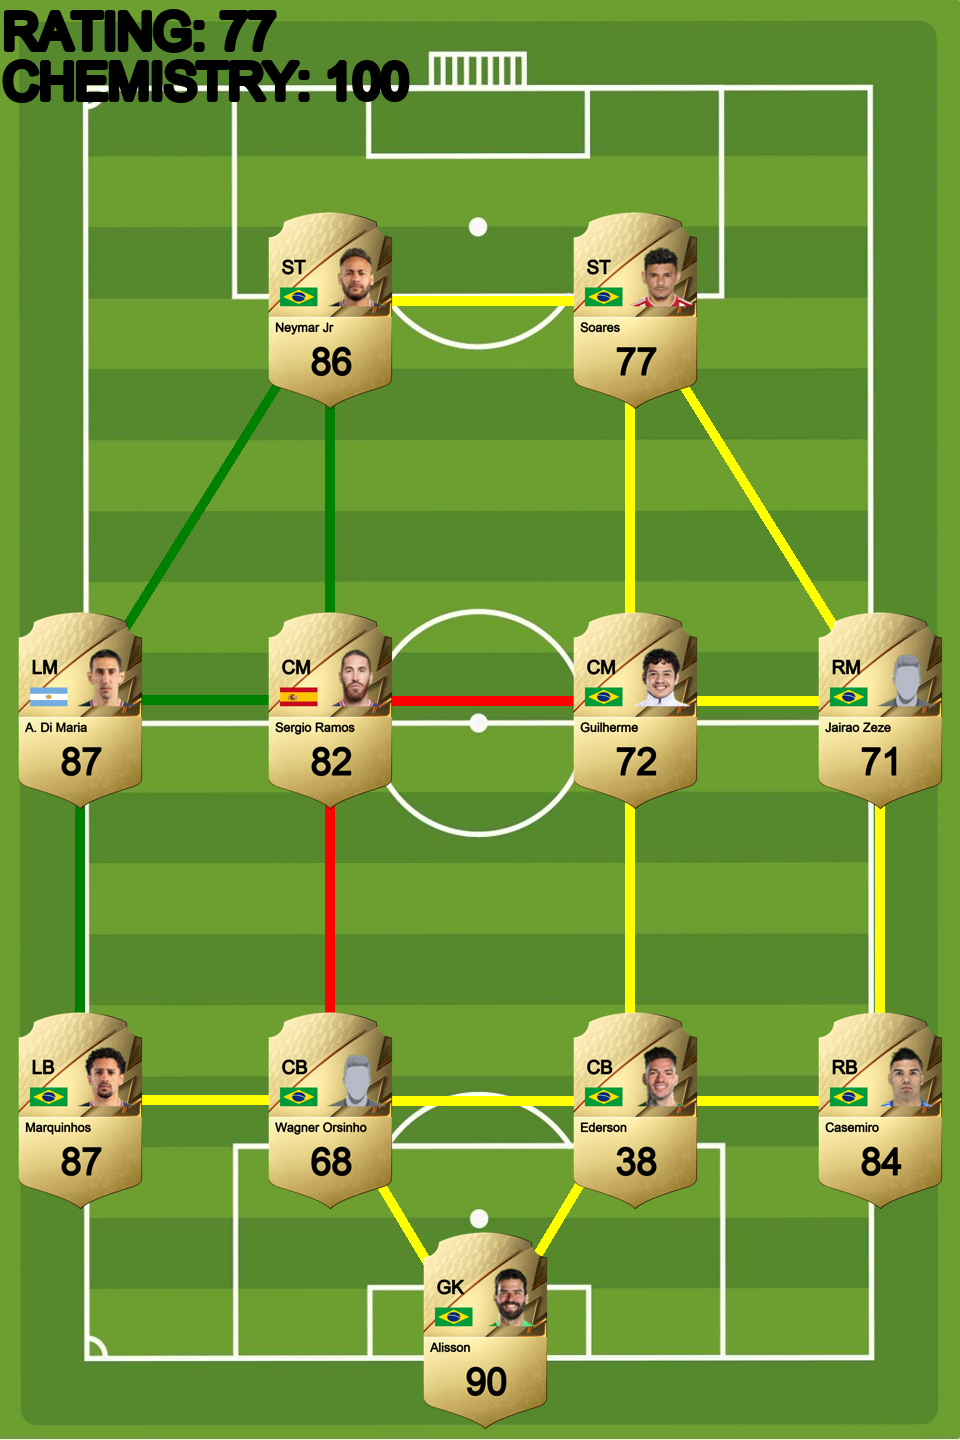 RATING: 77
CHEMISTRY: 100
ST
Neymar Jr
86
ST
Soares
77
LM
A. Di Maria
87
CM
Sergio Ramos
82
CM
Guilherme
72
RM
Jairao Zeze
71
LB
Marquinhos
87
CB
Wagner Orsinho
68
CB
Ederson
38
RB
Casemiro
84
GK
Alisson
90